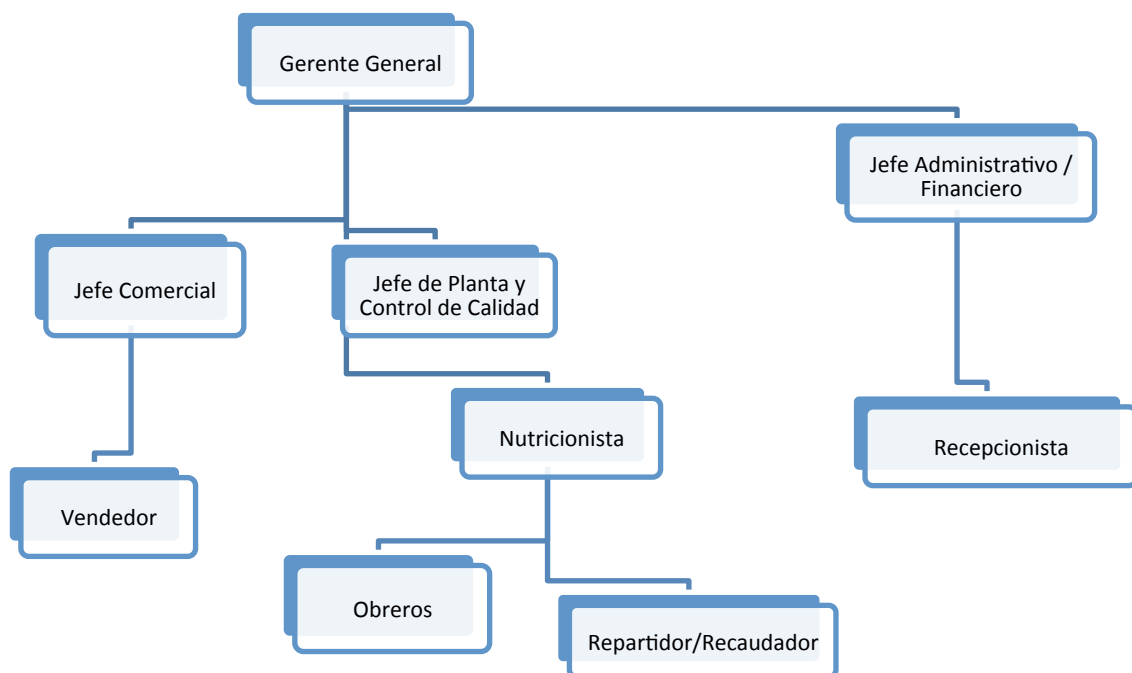 Gerente General
Jefe Administrativo /
Financiero
Jefe Comercial
Jefe de Planta y
Control de Calidad
Nutricionista
Recepcionista
Vendedor
Obreros
Repartidor/Recaudador